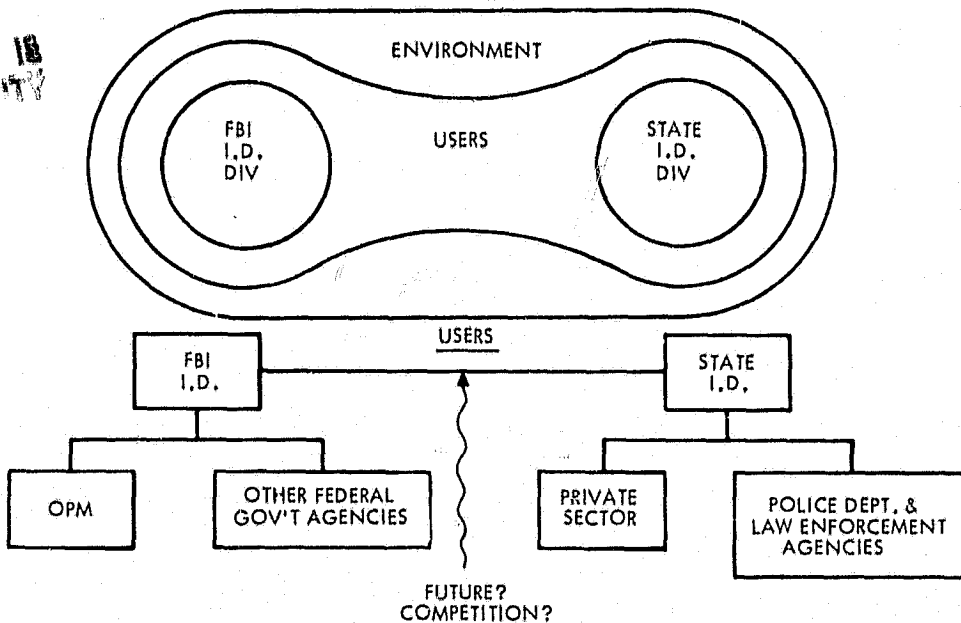 ENVIRONMENT
FBI
I.D.
DIV
USERS
STATE
I.D.
DIV
USERS
FBI
I.D.
STATE
I.D.
OPM
OTHER FEDERAL
GOV'T AGENCIES
PRIVATE
SECTOR
POLICE DEPT. &
LAW ENFORCEMENT
AGENCIES
FUTURE?
COMPETITION?